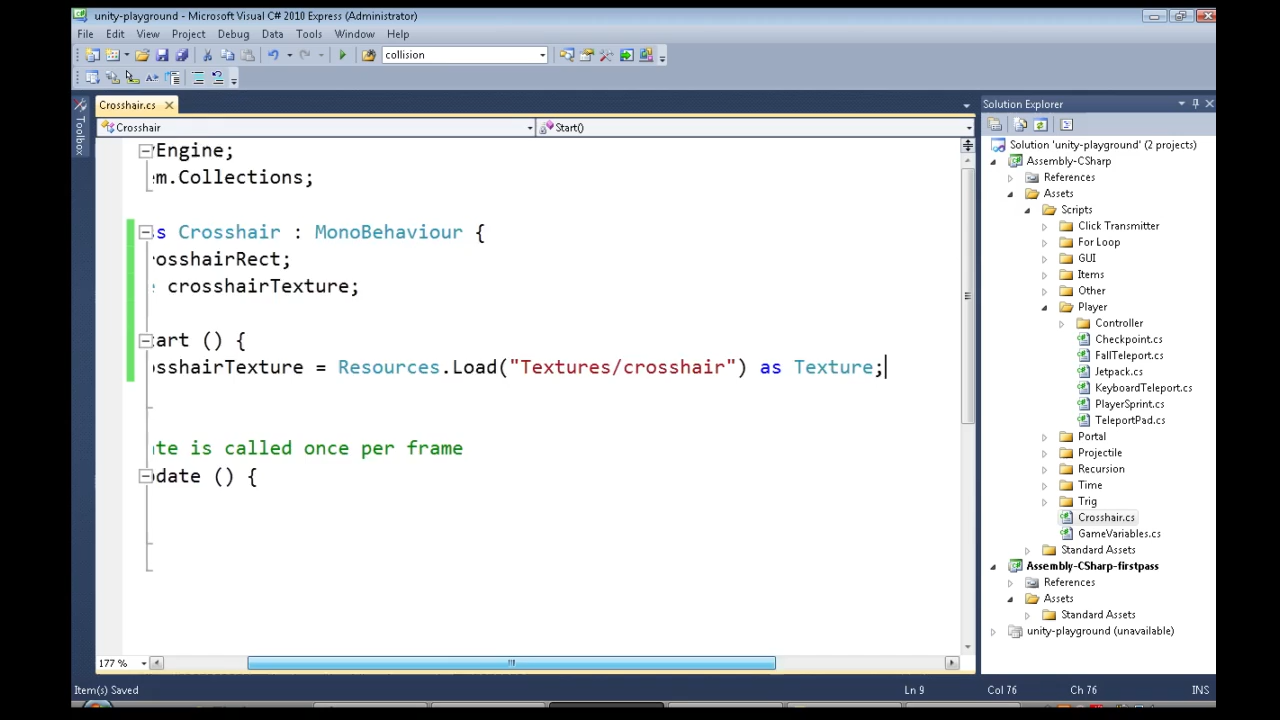 unity-playground - Microsoft Visual C# 2010 Express (Administrator)
File Edit View Project Debug Data Tools Window Help
collision
Toolbox
Crosshair.cs
Crosshair
Start()
yEngine;
m.Collections;
s Crosshair : MonoBehaviour {
osshairRect;
crosshairTexture;
art () {
sshairTexture = Resources.Load("Textures/crosshair") as Texture;
te is called once per frame
date () {
177 %
Solution Explorer
Solution 'unity-playground' (2 projects)
Assembly-CSharp
References
Assets
Scripts
Click Transmitter
For Loop
GUI
Items
Other
Player
Controller
Checkpoint.cs
FallTeleport.cs
Jetpack.cs
KeyboardTeleport.cs
PlayerSprint.cs
TeleportPad.cs
Portal
Projectile
Recursion
Time
Trig
Crosshair.cs
GameVariables.cs
Standard Assets
Assembly-CSharp-firstpass
References
Assets
Standard Assets
unity-playground (unavailable)
Item(s) Saved
Ln 9 Col 76 Ch 76 INS